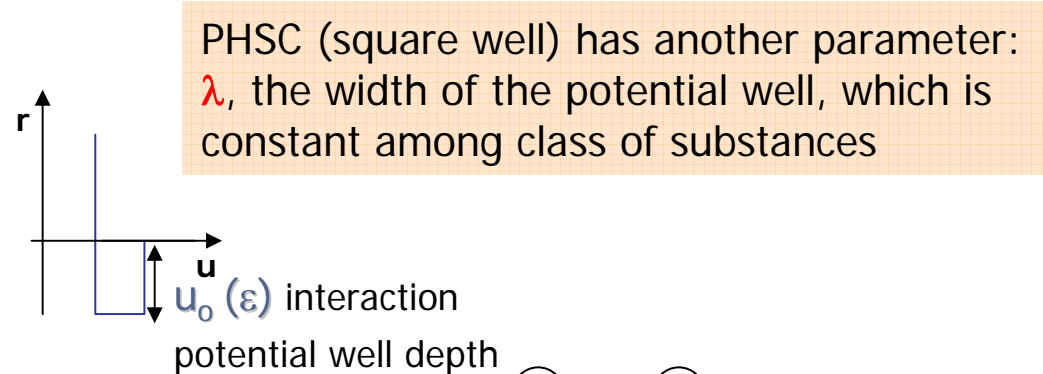 PHSC (square well) has another parameter:
λ, the width of the potential well, which is
constant among class of substances
r
u
u₀ (ε) interaction
potential well depth